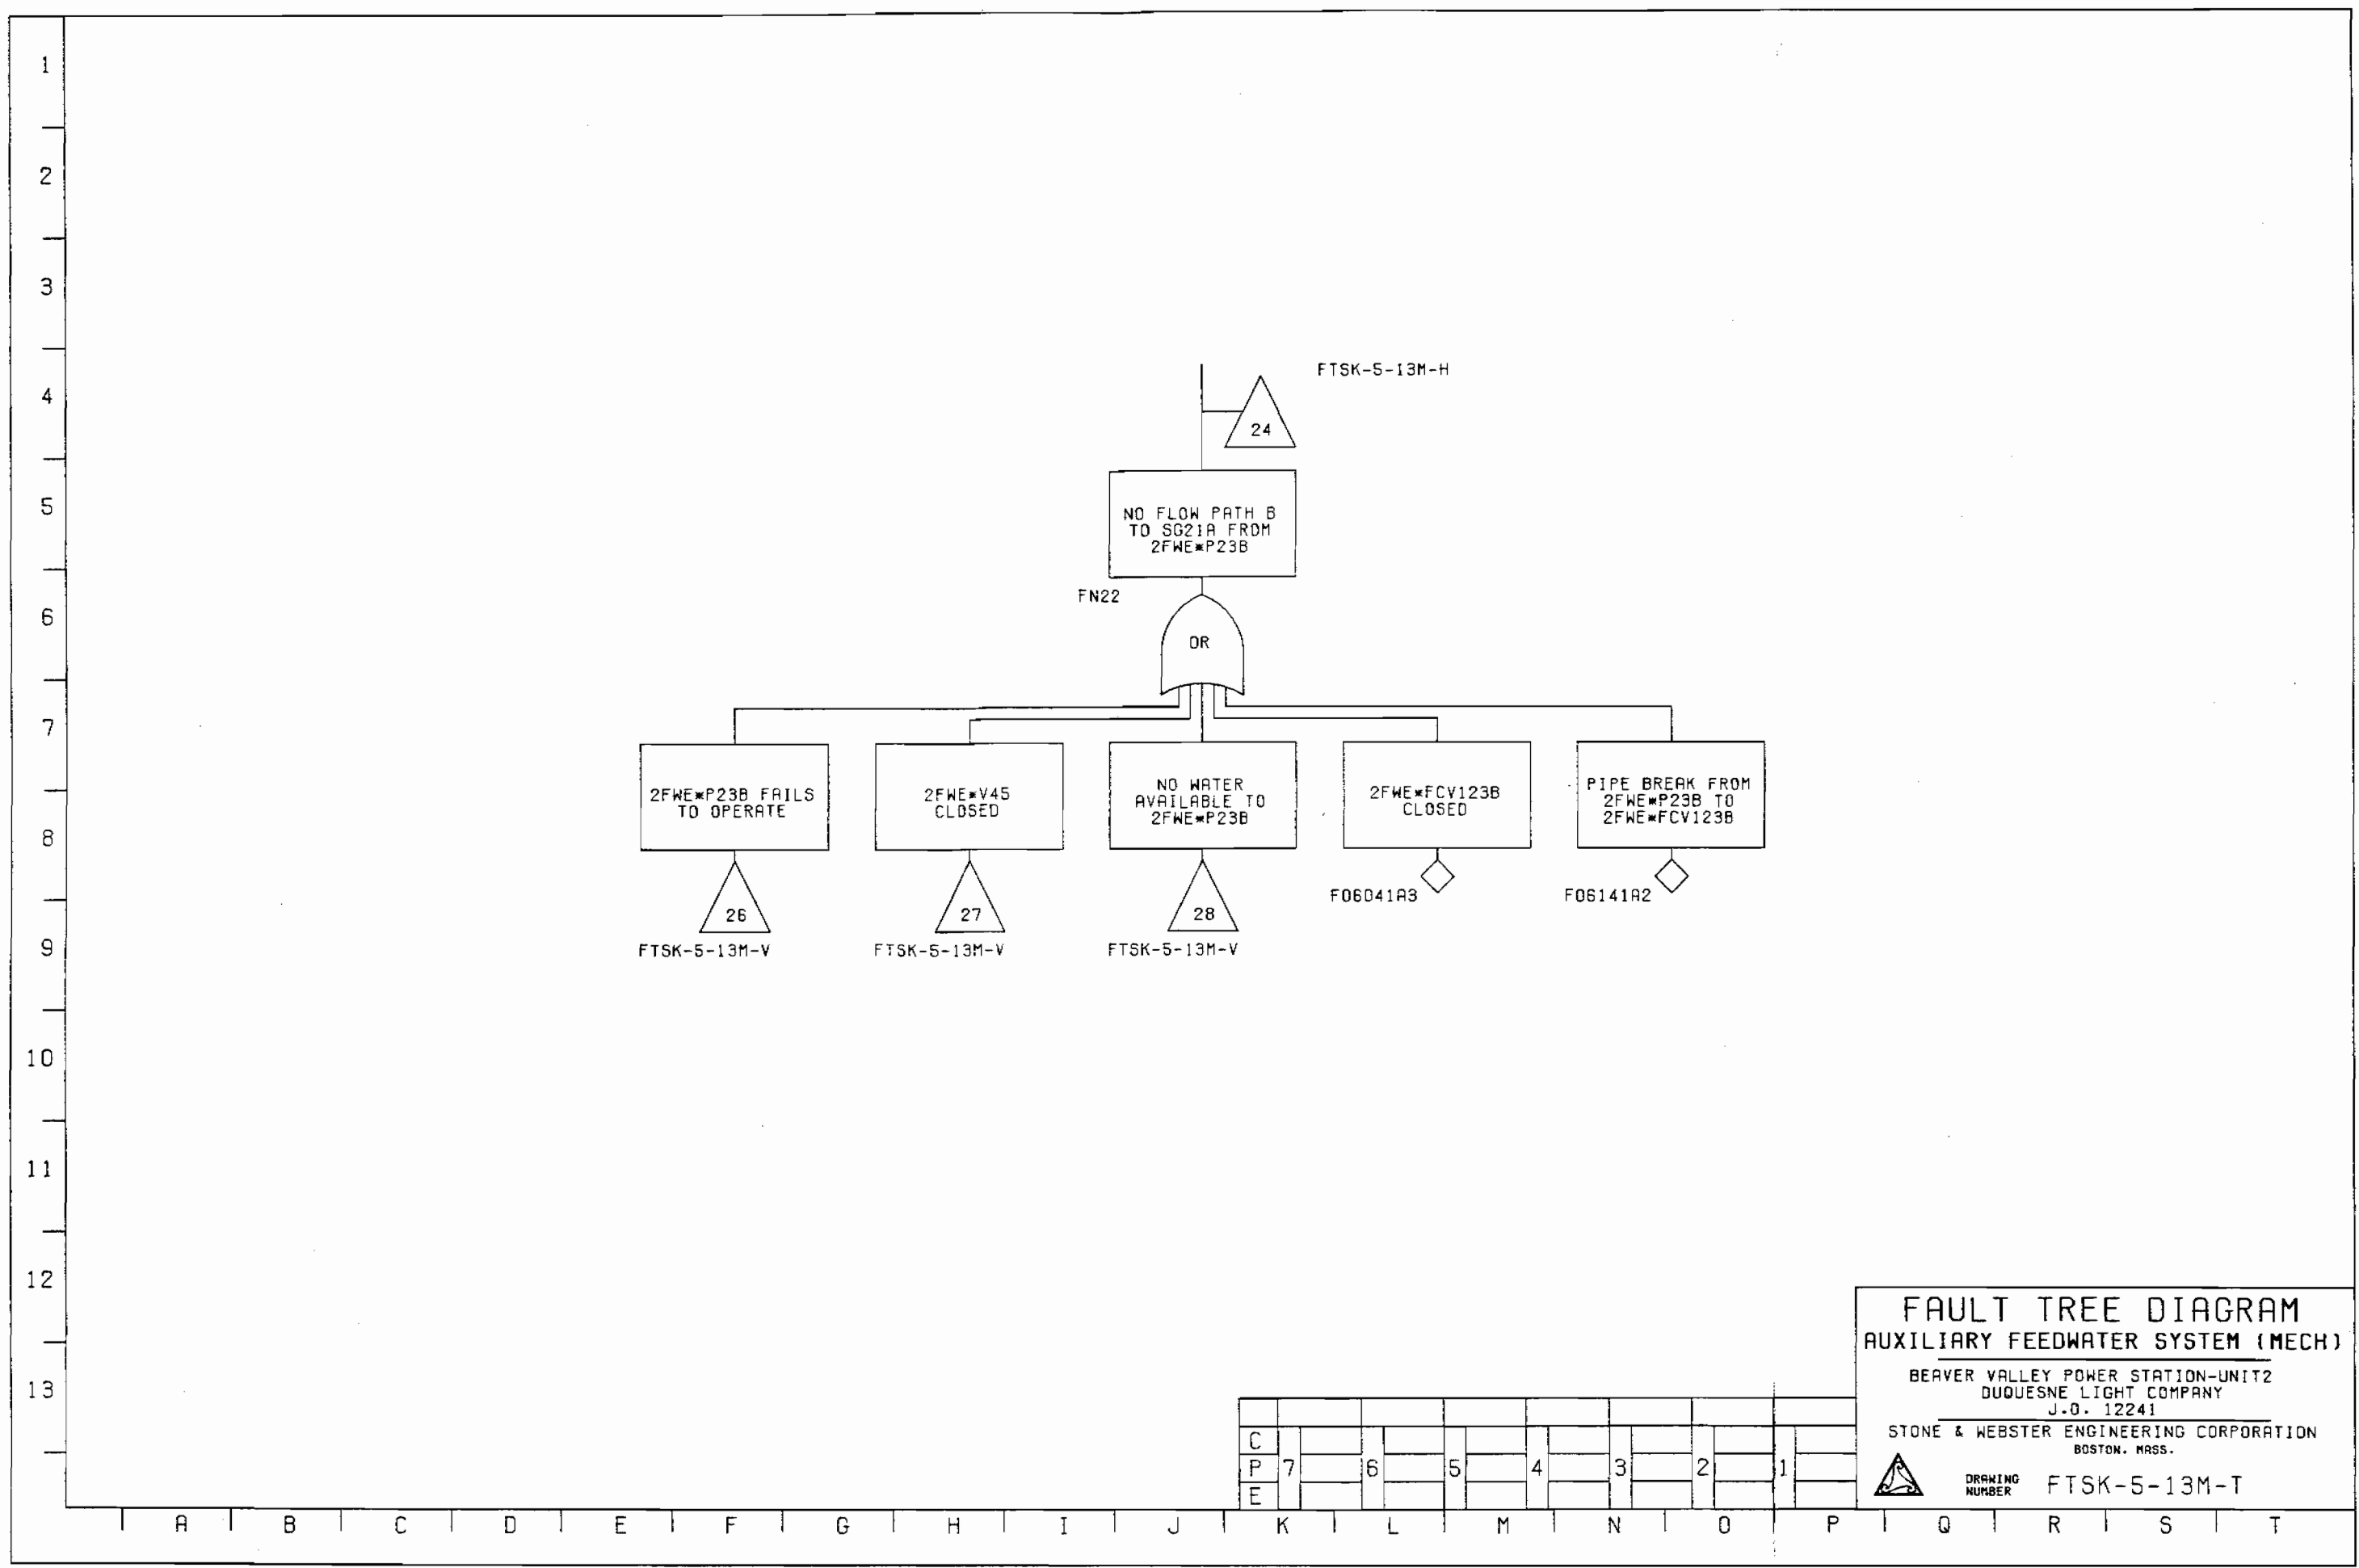 1
2
3
4
5
6
7
8
9
10
11
12
13
FTSK-5-13M-H
24
NO FLOW PATH B
TO SG21A FROM
2FWE*P23B
FN22
OR
2FWE*P23B FAILS
TO OPERATE
2FWE*V45
CLOSED
NO WATER
AVAILABLE TO
2FWE*P23B
2FWE*FCV123B
CLOSED
PIPE BREAK FROM
2FWE*P23B TO
2FWE*FCV123B
26
27
28
F06041A3
F06141A2
FTSK-5-13M-V
FTSK-5-13M-V
FTSK-5-13M-V
FAULT TREE DIAGRAM
AUXILIARY FEEDWATER SYSTEM (MECH)
BEAVER VALLEY POWER STATION-UNIT2
DUQUESNE LIGHT COMPANY
J.O. 12241
STONE & WEBSTER ENGINEERING CORPORATION
BOSTON. MASS.
DRAWING
NUMBER
FTSK-5-13M-T
C
P 7 6 5 4 3 2 1
E
A B C D E F G H I J K L M N O P Q R S T